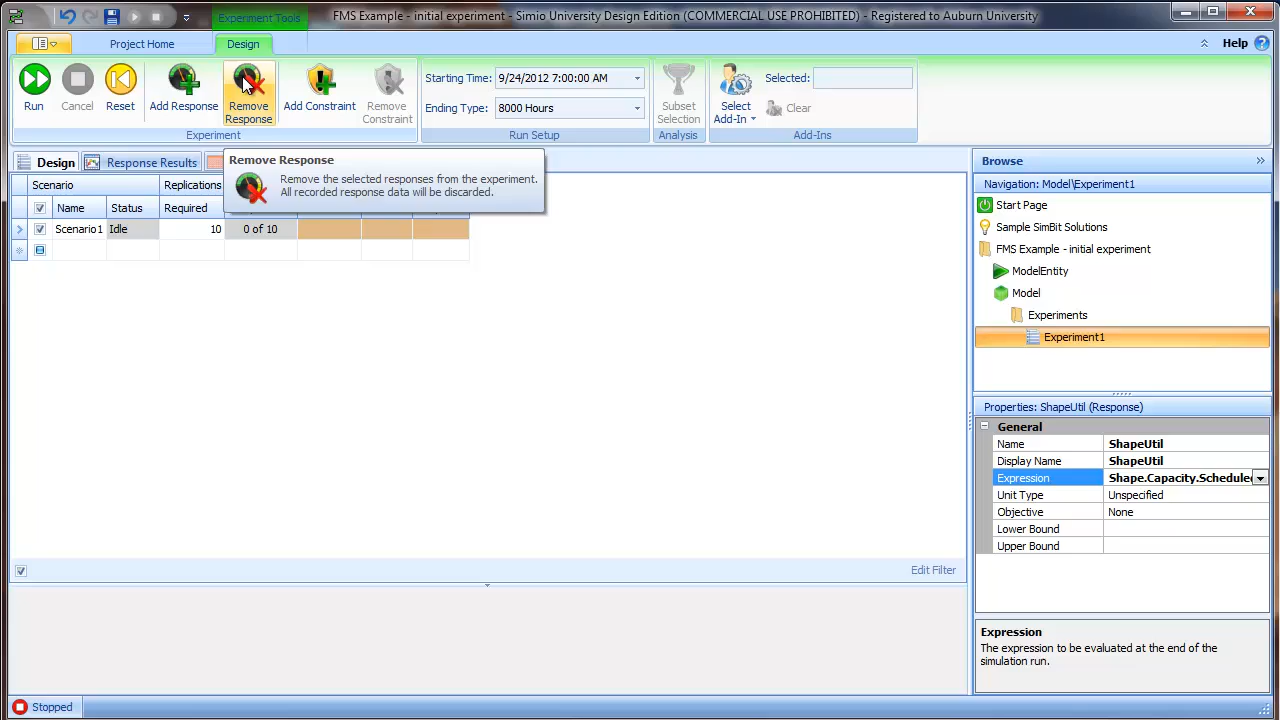 Experiment Tools
FMS Example - initial experiment - Simio University Design Edition (COMMERCIAL USE PROHIBITED) - Registered to Auburn University
Project Home
Design
Help
Run
Cancel
Reset
Add Response
Remove
Response
Add Constraint
Remove
Constraint
Experiment
Starting Time:
9/24/2012 7:00:00 AM
Ending Type:
8000 Hours
Run Setup
Subset
Selection
Analysis
Select
Add-In
Selected:
Clear
Add-Ins
Design
Response Results
Remove Response
Remove the selected responses from the experiment.
All recorded response data will be discarded.
Scenario
Replications
Name
Status
Required
Scenario1
Idle
10
0 of 10
Edit Filter
Browse
Navigation: Model\Experiment1
Start Page
Sample SimBit Solutions
FMS Example - initial experiment
ModelEntity
Model
Experiments
Experiment1
Properties: ShapeUtil (Response)
General
Name ShapeUtil
Display Name ShapeUtil
Expression Shape.Capacity.Schedule
Unit Type Unspecified
Objective None
Lower Bound
Upper Bound
Expression
The expression to be evaluated at the end of the
simulation run.
Stopped